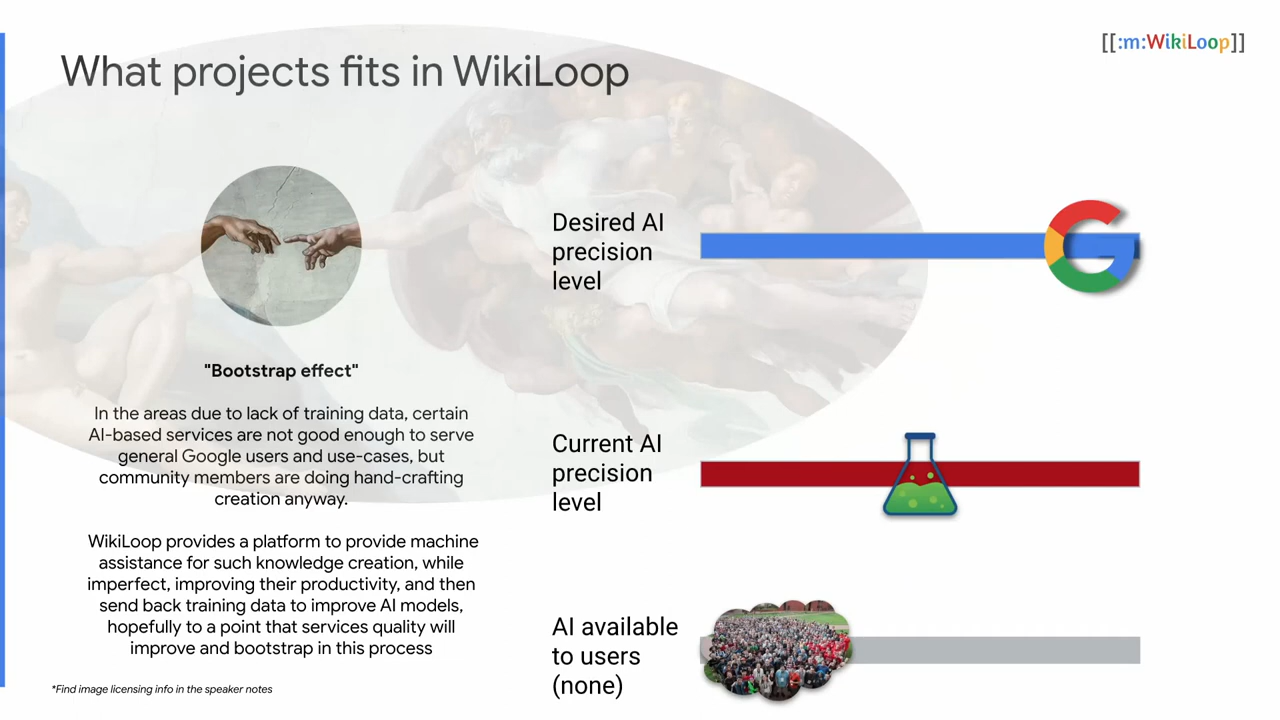 [[:m:WikiLoop]]
What projects fits in WikiLoop
"Bootstrap effect"
In the areas due to lack of training data, certain
AI-based services are not good enough to serve
general Google users and use-cases, but
community members are doing hand-crafting
creation anyway.
WikiLoop provides a platform to provide machine
assistance for such knowledge creation, while
imperfect, improving their productivity, and then
send back training data to improve AI models,
hopefully to a point that services quality will
improve and bootstrap in this process
*Find image licensing info in the speaker notes
Desired AI
precision
level
Current AI
precision
level
AI available
to users
(none)